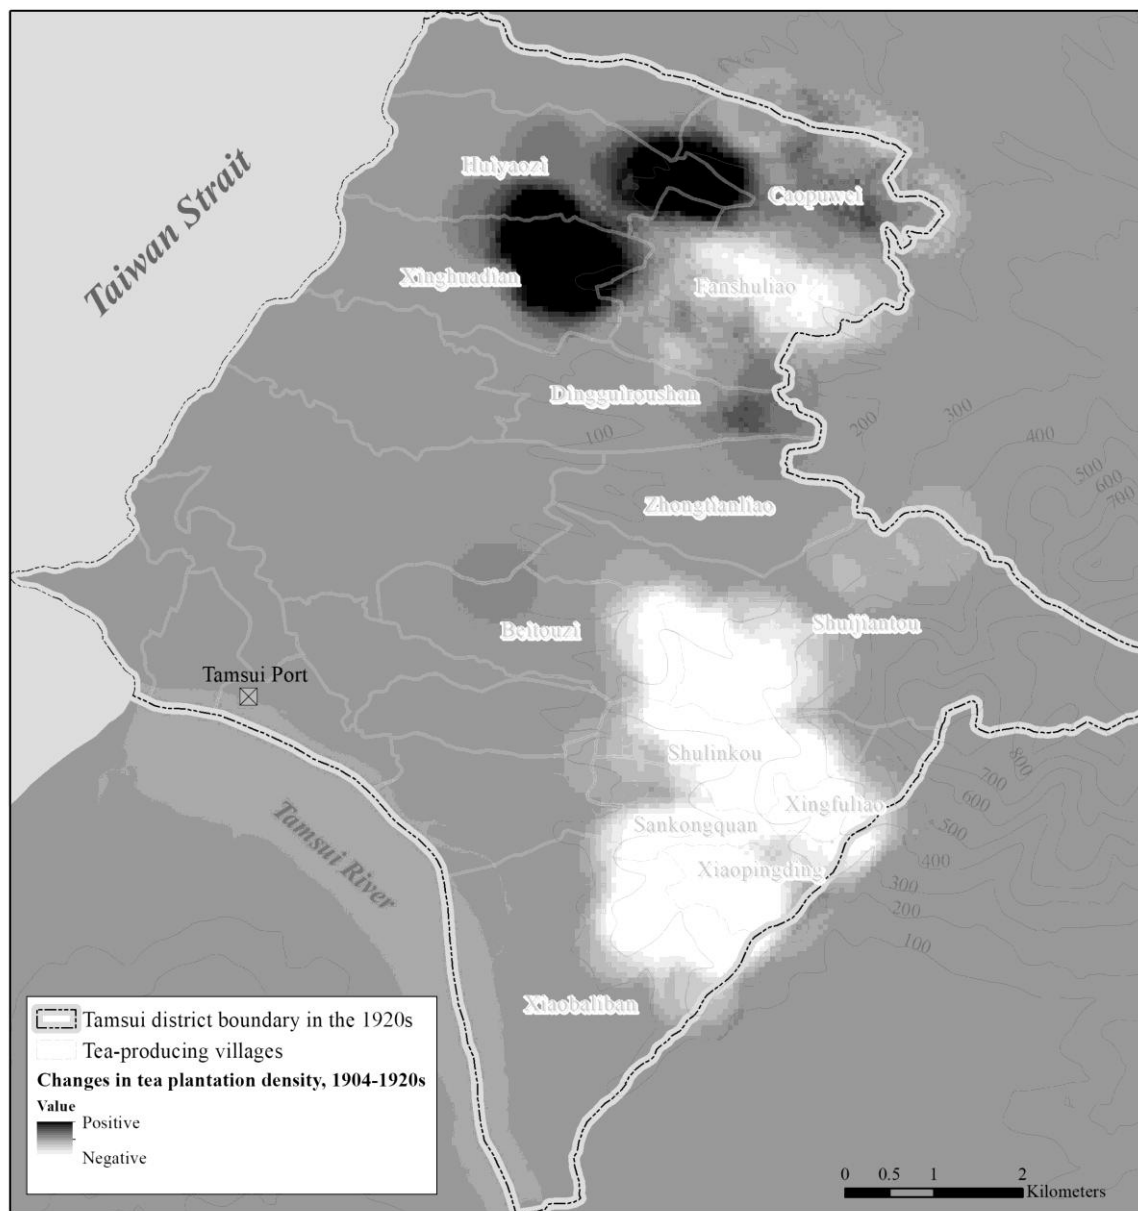 Huiyaozi
Caopuwei
Taiwan Strait
Xinghuadian
Fanshuliao
Dingguiroushan
100
200
300
400
500
600
700
Zhongtianliao
Beitouzi
Shuijiantou
Tamsui Port
Shulinkou
800
700
600
Xingfuliao
Sankongquan
500
Tamsui River
Xiaopingding
400
300
200
100
Xiaobaliban
Tamsui district boundary in the 1920s
Tea-producing villages
Changes in tea plantation density, 1904-1920s
Value
Positive
Negative
0 0.5 1 2
Kilometers